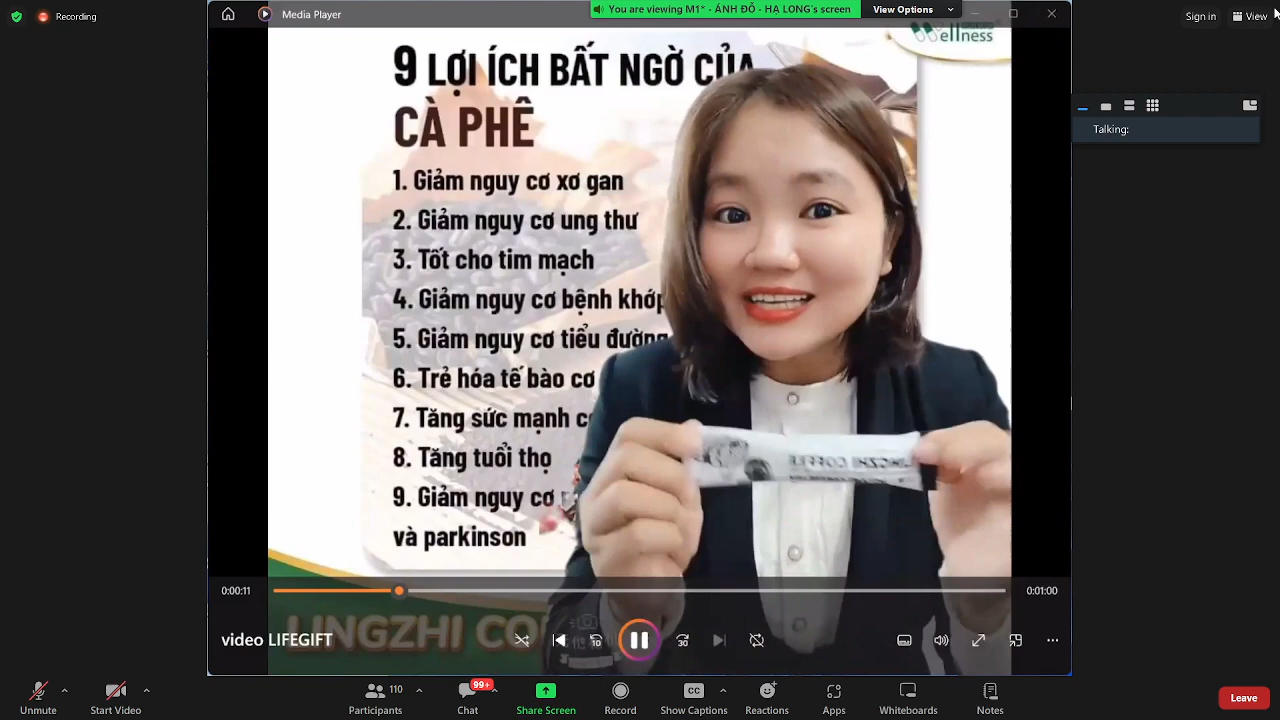 Media Player
You are viewing M1* - ÁNH ĐỖ - HẠ LONG's screen
View Options
Recording
Sign in
View
Wellness
Talking:
9 LỢI ÍCH BẤT NGỜ CỦA
CÀ PHÊ
1. Giảm nguy cơ xơ gan
2. Giảm nguy cơ ung thư
3. Tốt cho tim mạch
4. Giảm nguy cơ bệnh khớp
5. Giảm nguy cơ tiểu đường
6. Trẻ hóa tế bào cơ
7. Tăng sức mạnh
8. Tăng tuổi thọ
9. Giảm nguy cơ
và parkinson
0:00:11
0:01:00
LINGZHI
video LIFEGIFT
10
30
Unmute
Start Video
110
Participants
99+
Chat
Share Screen
Record
CC
Show Captions
Reactions
Apps
Whiteboards
Notes
Leave